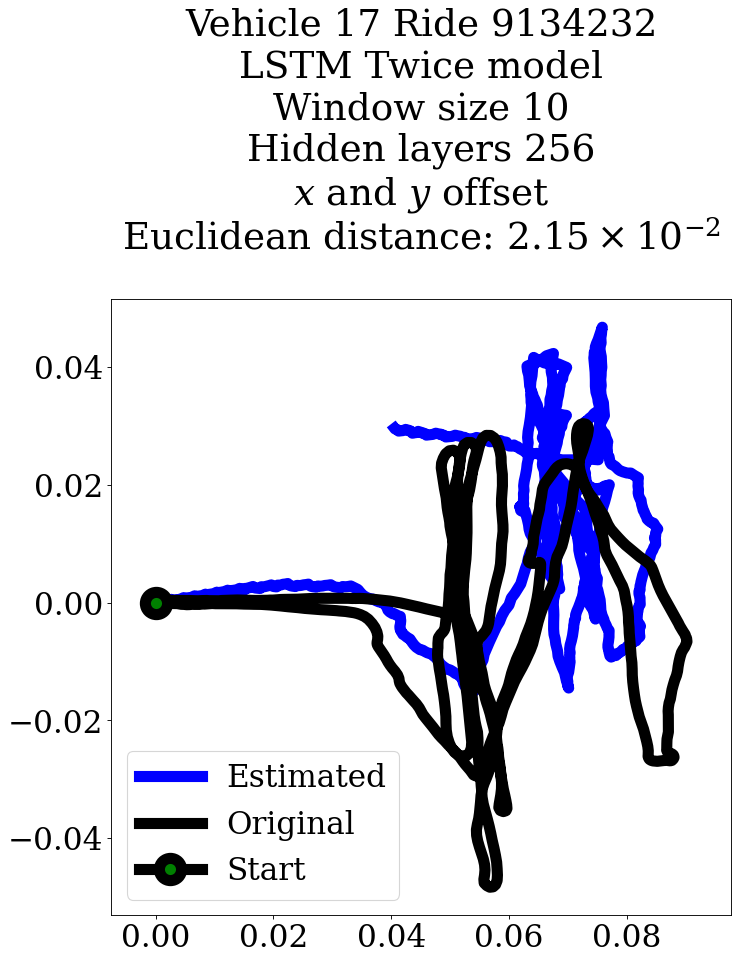 Vehicle 17 Ride 9134232
LSTM Twice model
Window size 10
Hidden layers 256
x and y offset
Euclidean distance: 2.15 × 10⁻²
0.04
0.02
0.00
−0.02
−0.04
Estimated
Original
Start
0.00 0.02 0.04 0.06 0.08